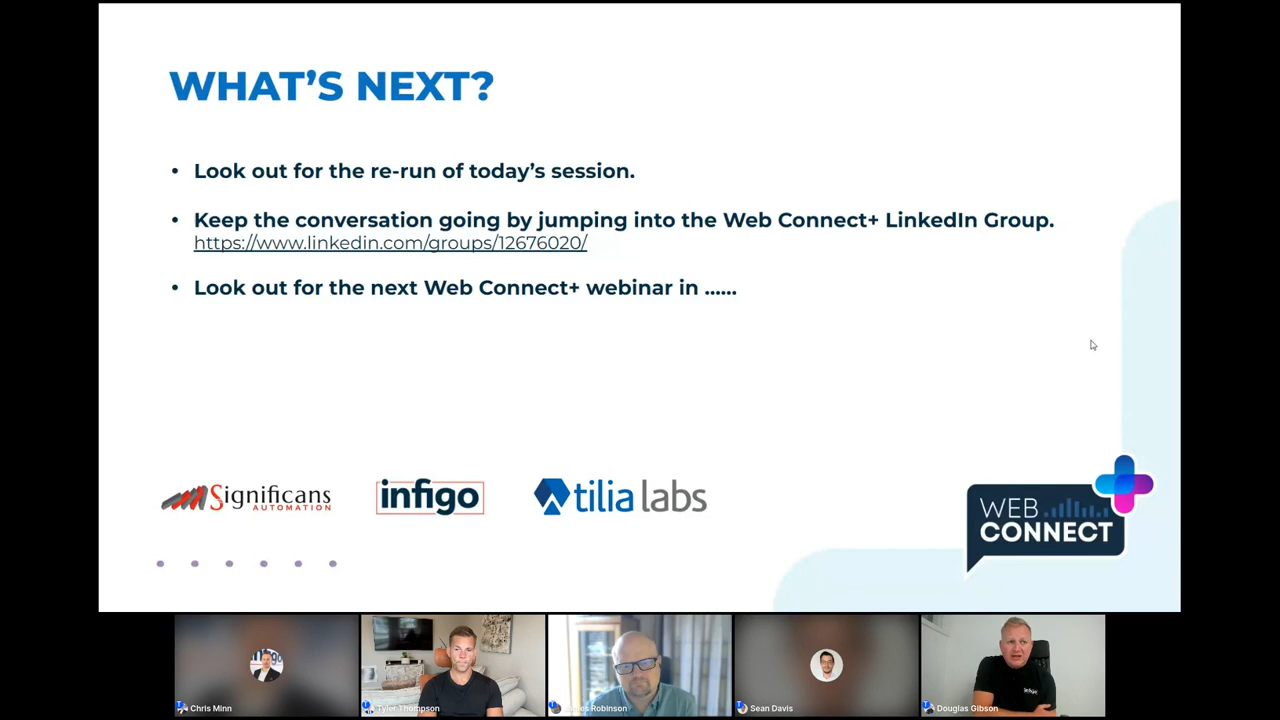 WHAT'S NEXT?
• Look out for the re-run of today's session.
• Keep the conversation going by jumping into the Web Connect+ LinkedIn Group.
https://www.linkedin.com/groups/12676020/
• Look out for the next Web Connect+ webinar in ......
Significans
AUTOMATION
infigo
tilia labs
WEB
CONNECT
Chris Minn
Tyler Thompson
Robinson
Sean Davis
Douglas Gibson